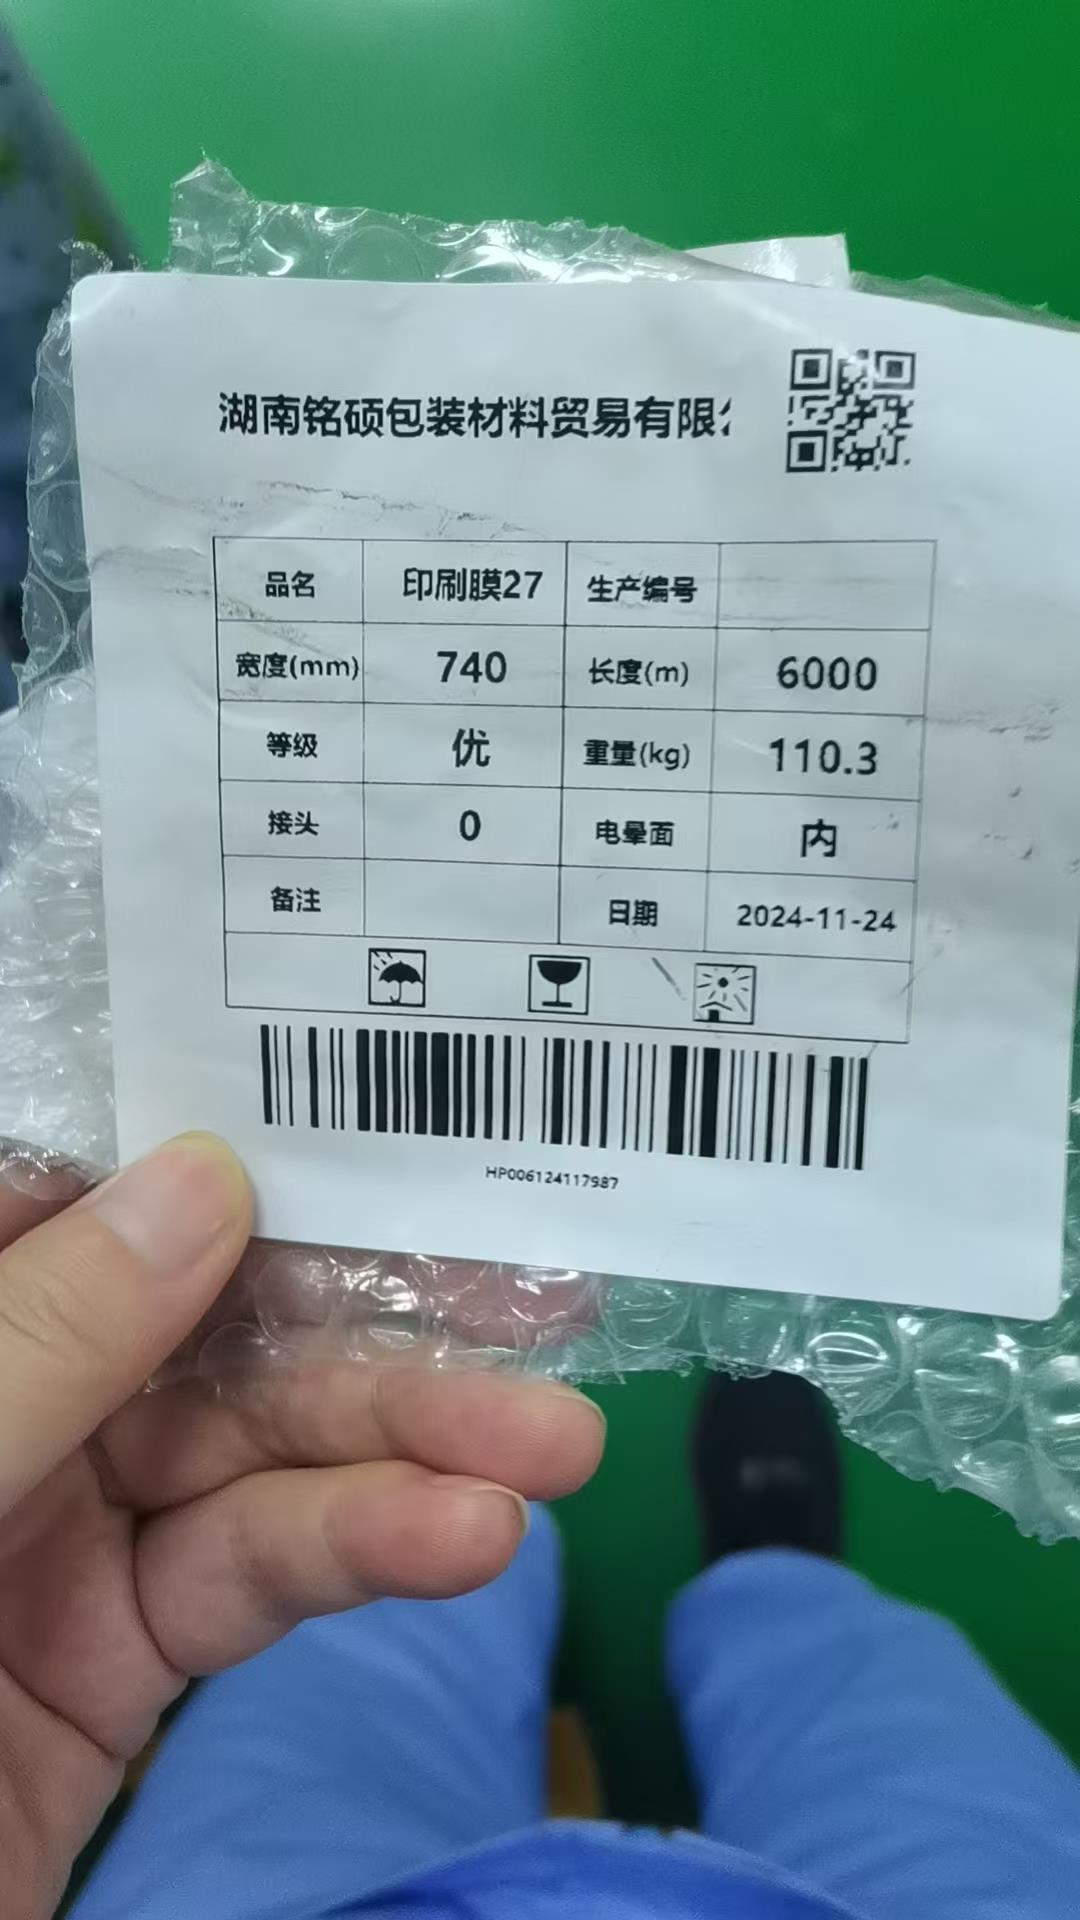 湖南铭硕包装材料贸易有限
品名 印刷膜27 生产编号
宽度(mm) 740 长度(m) 6000
等级 优 重量(kg) 110.3
接头 0 电晕面 内
备注 日期 2024-11-24
HP006124117987